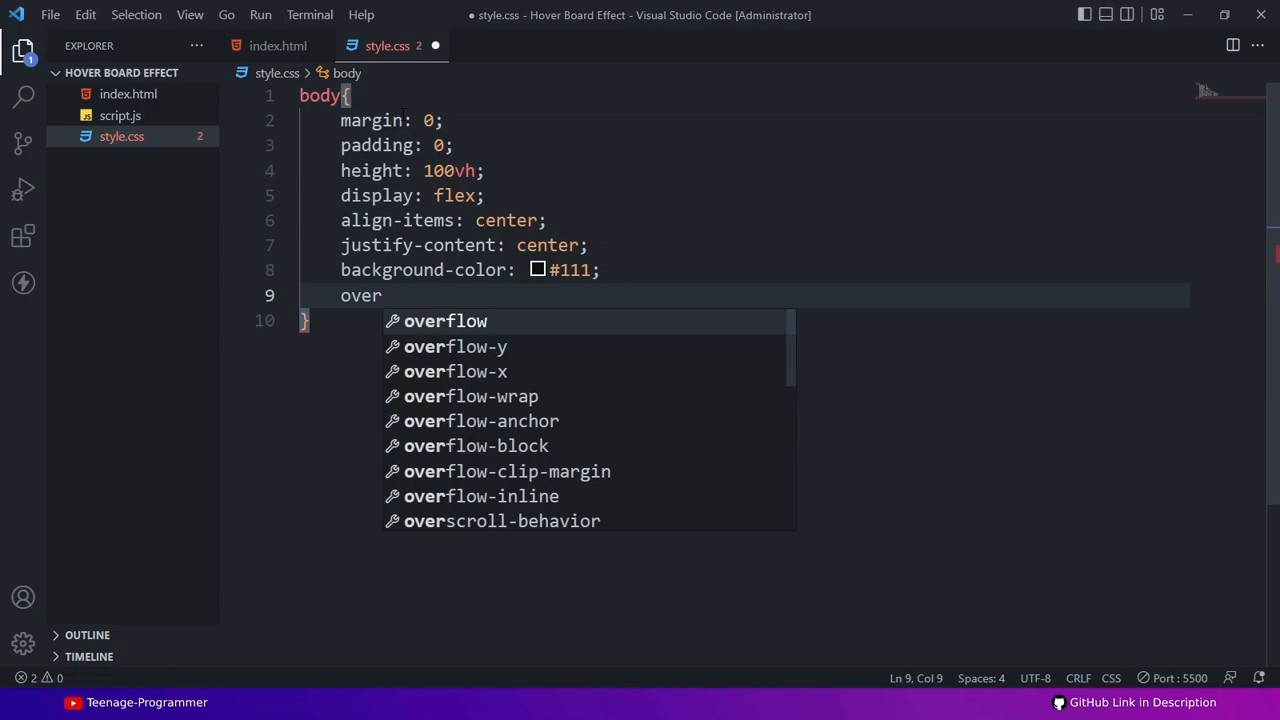 File Edit Selection View Go Run Terminal Help
● style.css - Hover Board Effect - Visual Studio Code [Administrator]
EXPLORER
index.html
style.css 2
HOVER BOARD EFFECT
index.html
script.js
style.css 2
style.css > body
1 body{
2 margin: 0;
3 padding: 0;
4 height: 100vh;
5 display: flex;
6 align-items: center;
7 justify-content: center;
8 background-color: #111;
9 over
10 }
overflow
overflow-y
overflow-x
overflow-wrap
overflow-anchor
overflow-block
overflow-clip-margin
overflow-inline
overscroll-behavior
1
OUTLINE
TIMELINE
2 0
Ln 9, Col 9 Spaces: 4 UTF-8 CRLF CSS Port : 5500
Teenage-Programmer
GitHub Link in Description